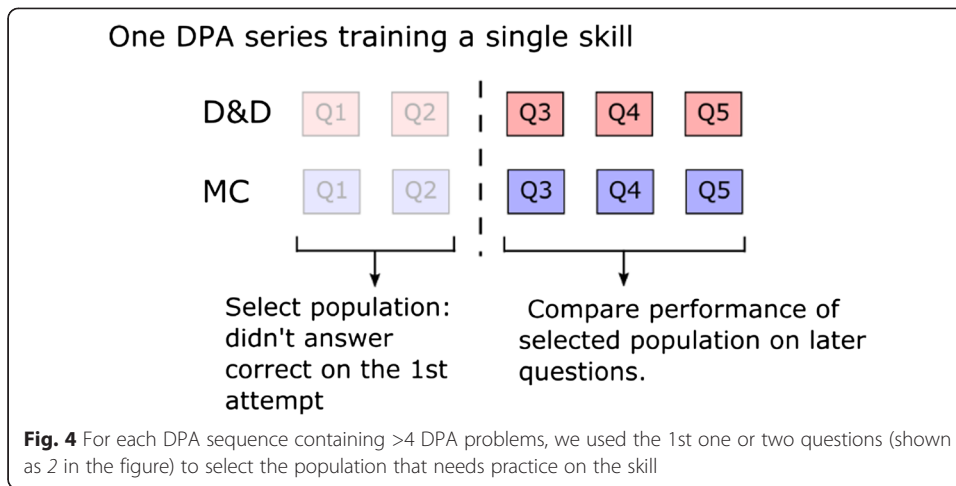 One DPA series training a single skill
D&D Q1 Q2 Q3 Q4 Q5
MC Q1 Q2 Q3 Q4 Q5
Select population:
didn't answer
correct on the 1st
attempt
Compare performance of
selected population on later
questions.
Fig. 4 For each DPA sequence containing >4 DPA problems, we used the 1st one or two questions (shown
as 2 in the figure) to select the population that needs practice on the skill